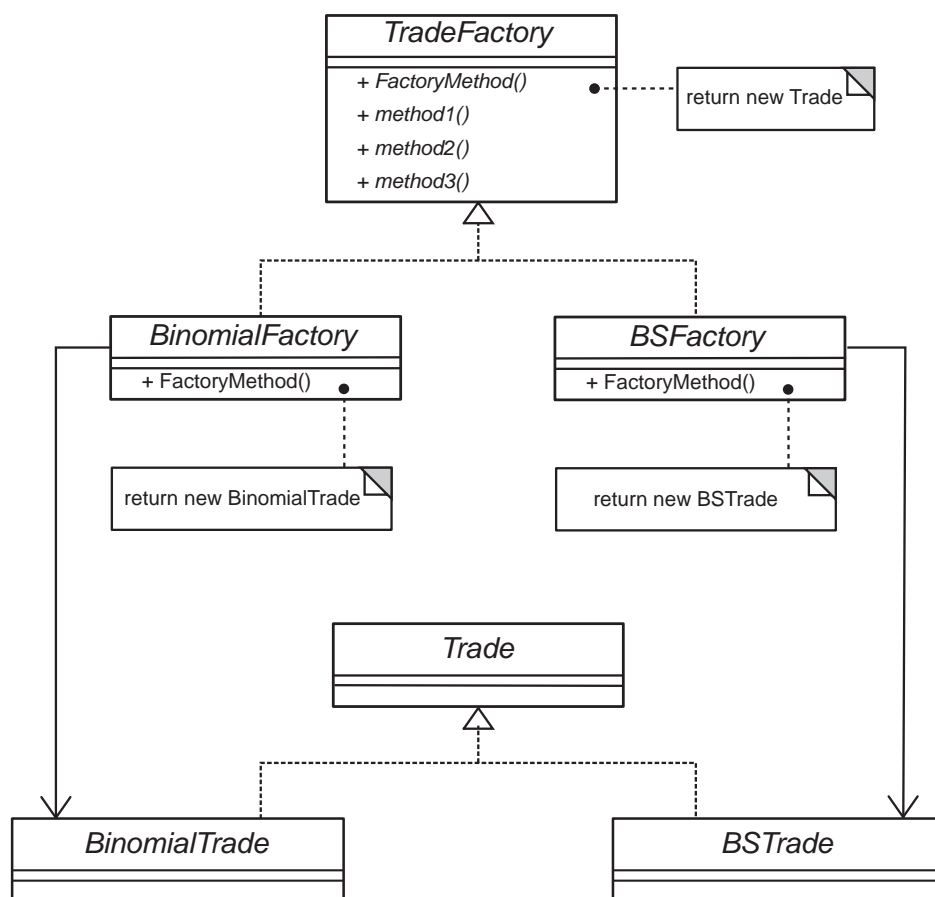 TradeFactory
+ FactoryMethod()
+ method1()
+ method2()
+ method3()
return new Trade
BinomialFactory
+ FactoryMethod()
return new BinomialTrade
BSFactory
+ FactoryMethod()
return new BSTrade
Trade
BinomialTrade
BSTrade